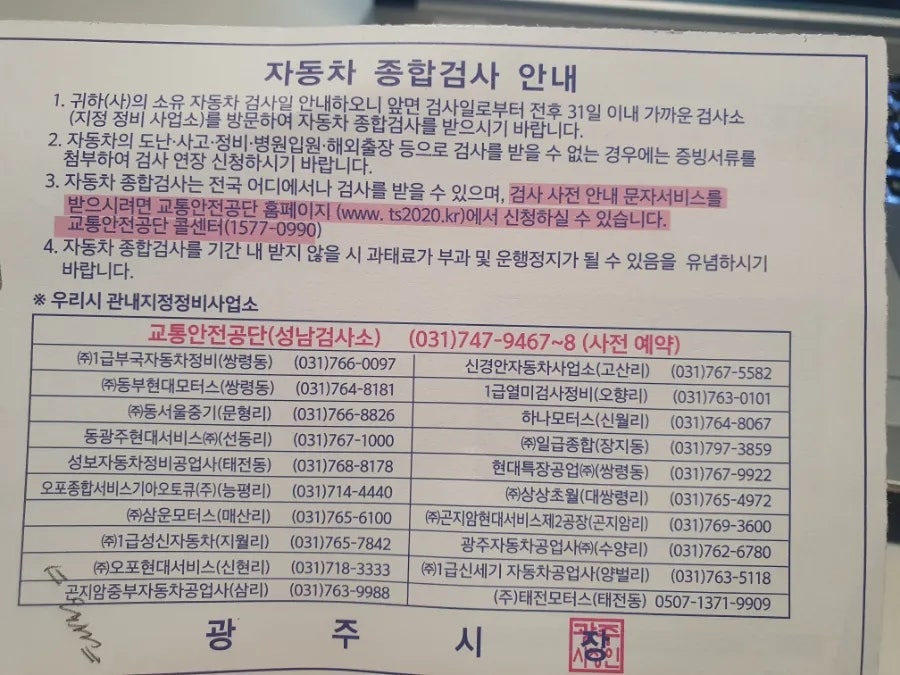 자동차 종합검사 안내
1. 귀하(사)의 소유 자동차 검사일 안내하오니 앞면 검사일로부터 전후 31일 이내 가까운 검사소
(지정 정비 사업소)를 방문하여 자동차 종합검사를 받으시기 바랍니다.
2. 자동차의 도난·사고·정비·병원입원·해외출장 등으로 검사를 받을 수 없는 경우에는 증빙서류를
첨부하여 검사 연장 신청하시기 바랍니다.
3. 자동차 종합검사는 전국 어디에서나 검사를 받을 수 있으며, 검사 사전 안내 문자서비스를
받으시려면 교통안전공단 홈페이지 (www. ts2020.kr)에서 신청하실 수 있습니다.
교통안전공단 콜센터(1577-0990)
4. 자동차 종합검사를 기간 내 받지 않을 시 과태료가 부과 및 운행정지가 될 수 있음을 유념하시기
바랍니다.
※ 우리시 관내지정정비사업소
교통안전공단(성남검사소) (031)747-9467~8 (사전 예약)
㈜1급부국자동차정비(쌍령동) (031)766-0097 신경안자동차사업소(고산리) (031)767-5582
㈜동부현대모터스(쌍령동) (031)764-8181 1급열미검사정비(오향리) (031)763-0101
㈜동서울중기(문형리) (031)766-8826 하나모터스(신월리) (031)764-8067
동광주현대서비스㈜(선동리) (031)767-1000 ㈜일급종합(장지동) (031)797-3859
성보자동차정비공업사(태전동) (031)768-8178 현대특장공업㈜(쌍령동) (031)767-9922
오포종합서비스기아오토큐(주)(능평리) (031)714-4440 ㈜상상초월(대쌍령리) (031)765-4972
㈜삼운모터스(매산리) (031)765-6100 ㈜곤지암현대서비스제2공장(곤지암리) (031)769-3600
㈜1급성신자동차(지월리) (031)765-7842 광주자동차공업사㈜(수양리) (031)762-6780
㈜오포현대서비스(신현리) (031)718-3333 ㈜1급신세기 자동차공업사(양벌리) (031)763-5118
곤지암중부자동차공업사(삼리) (031)763-9988 (주)태전모터스(태전동) 0507-1371-9909
광 주 시 장